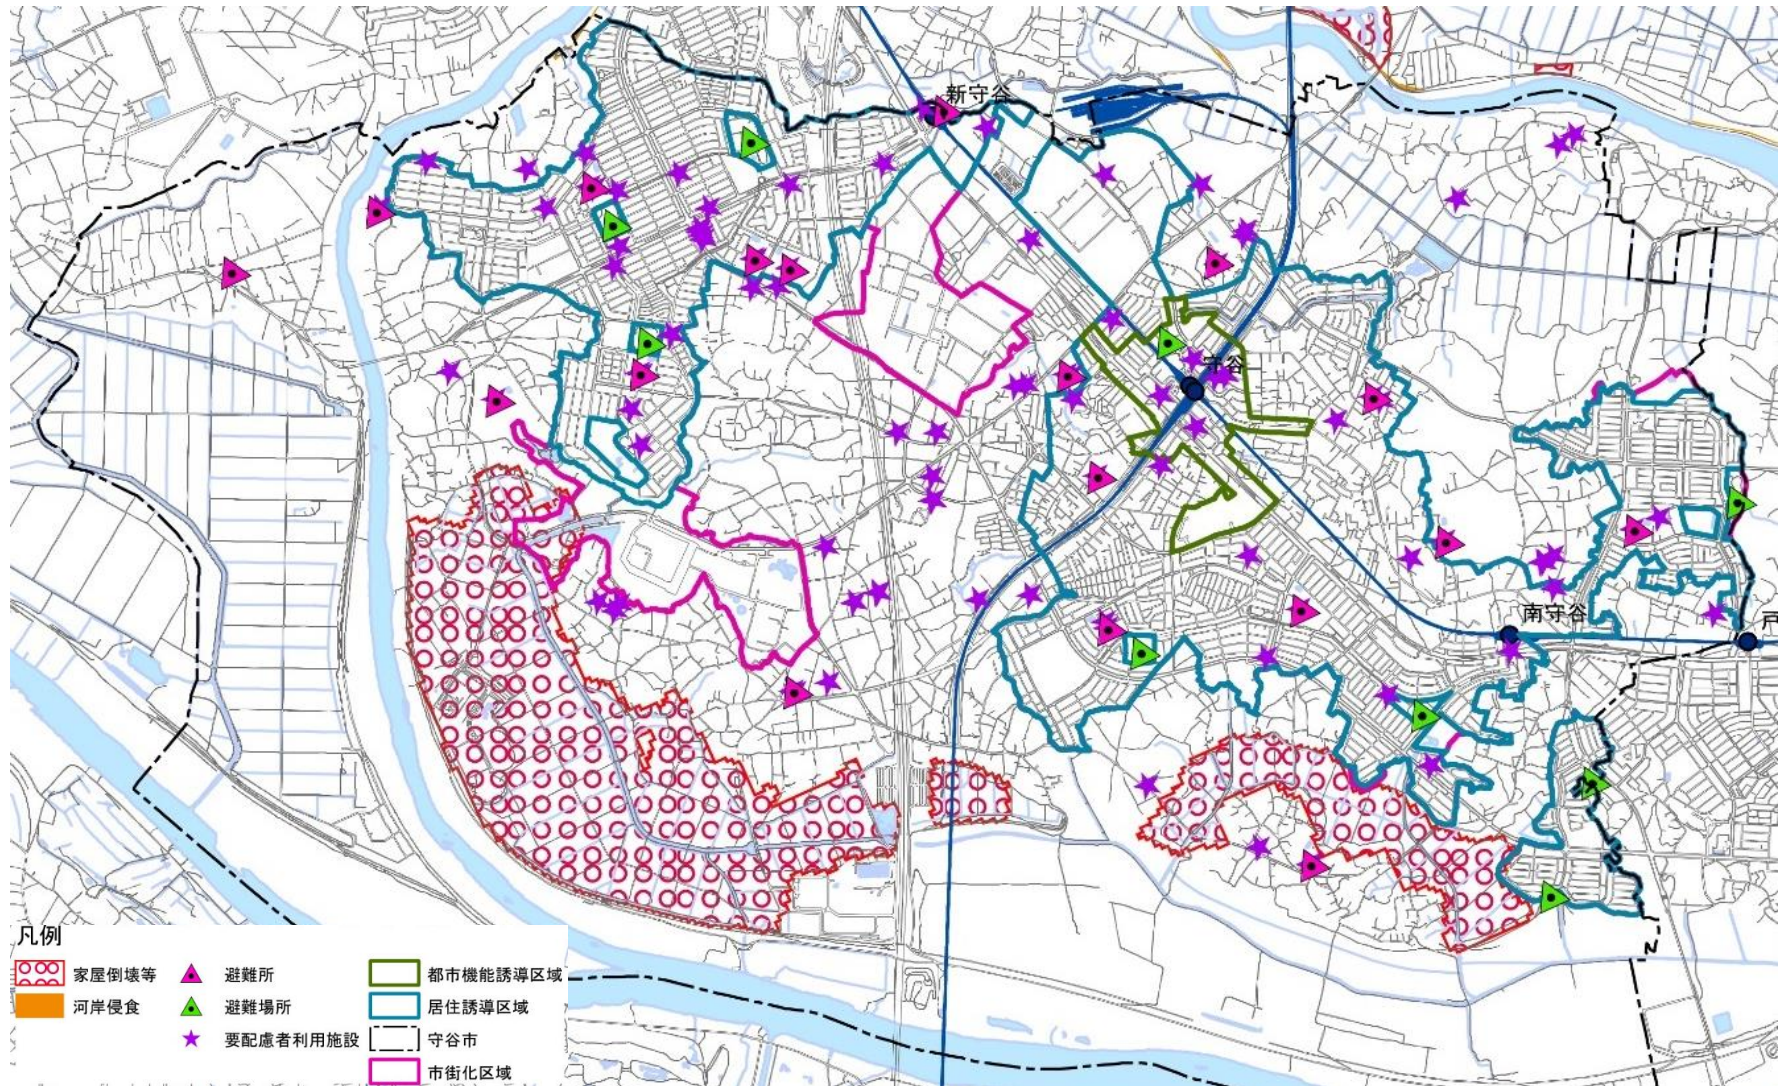 新守谷
守谷
南守谷
戸
凡例
家屋倒壊等
河岸侵食
避難所
避難場所
要配慮者利用施設
都市機能誘導区域
居住誘導区域
守谷市
市街化区域